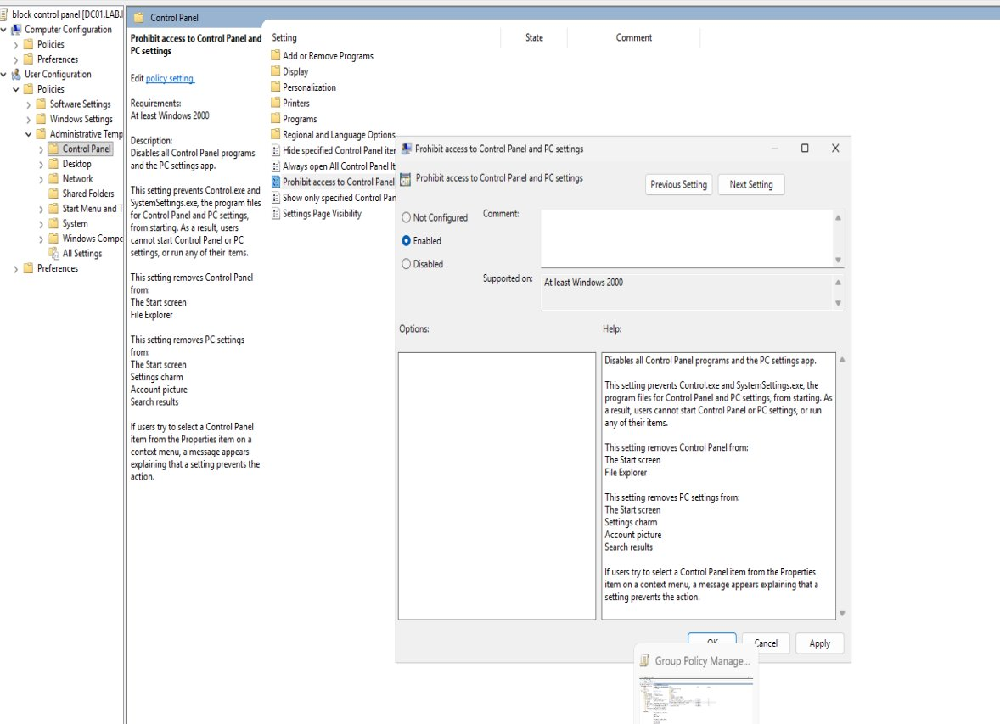 block control panel [DC01.LAB.
Computer Configuration
Policies
Preferences
User Configuration
Policies
Software Settings
Windows Settings
Administrative Temp
Control Panel
Desktop
Network
Shared Folders
Start Menu and T
System
Windows Compc
All Settings
Preferences
Control Panel
Prohibit access to Control Panel and
PC settings
Edit policy setting
Requirements:
At least Windows 2000
Description:
Disables all Control Panel programs
and the PC settings app.
This setting prevents Control.exe and
SystemSettings.exe, the program files
for Control Panel and PC settings,
from starting. As a result, users
cannot start Control Panel or PC
settings, or run any of their items.
This setting removes Control Panel
from:
The Start screen
File Explorer
This setting removes PC settings
from:
The Start screen
Settings charm
Account picture
Search results
If users try to select a Control Panel
item from the Properties item on a
context menu, a message appears
explaining that a setting prevents the
action.
Setting State Comment
Add or Remove Programs
Display
Personalization
Printers
Programs
Regional and Language Options
Hide specified Control Panel iter
Always open All Control Panel It
Prohibit access to Control Panel
Show only specified Control Pan
Settings Page Visibility
Prohibit access to Control Panel and PC settings
Prohibit access to Control Panel and PC settings
Previous Setting Next Setting
Not Configured
Enabled
Disabled
Comment:
Supported on: At least Windows 2000
Options:
Help:
Disables all Control Panel programs and the PC settings app.
This setting prevents Control.exe and SystemSettings.exe, the
program files for Control Panel and PC settings, from starting. As
a result, users cannot start Control Panel or PC settings, or run
any of their items.
This setting removes Control Panel from:
The Start screen
File Explorer
This setting removes PC settings from:
The Start screen
Settings charm
Account picture
Search results
If users try to select a Control Panel item from the Properties
item on a context menu, a message appears explaining that a
setting prevents the action.
OK Cancel Apply
Group Policy Manage...